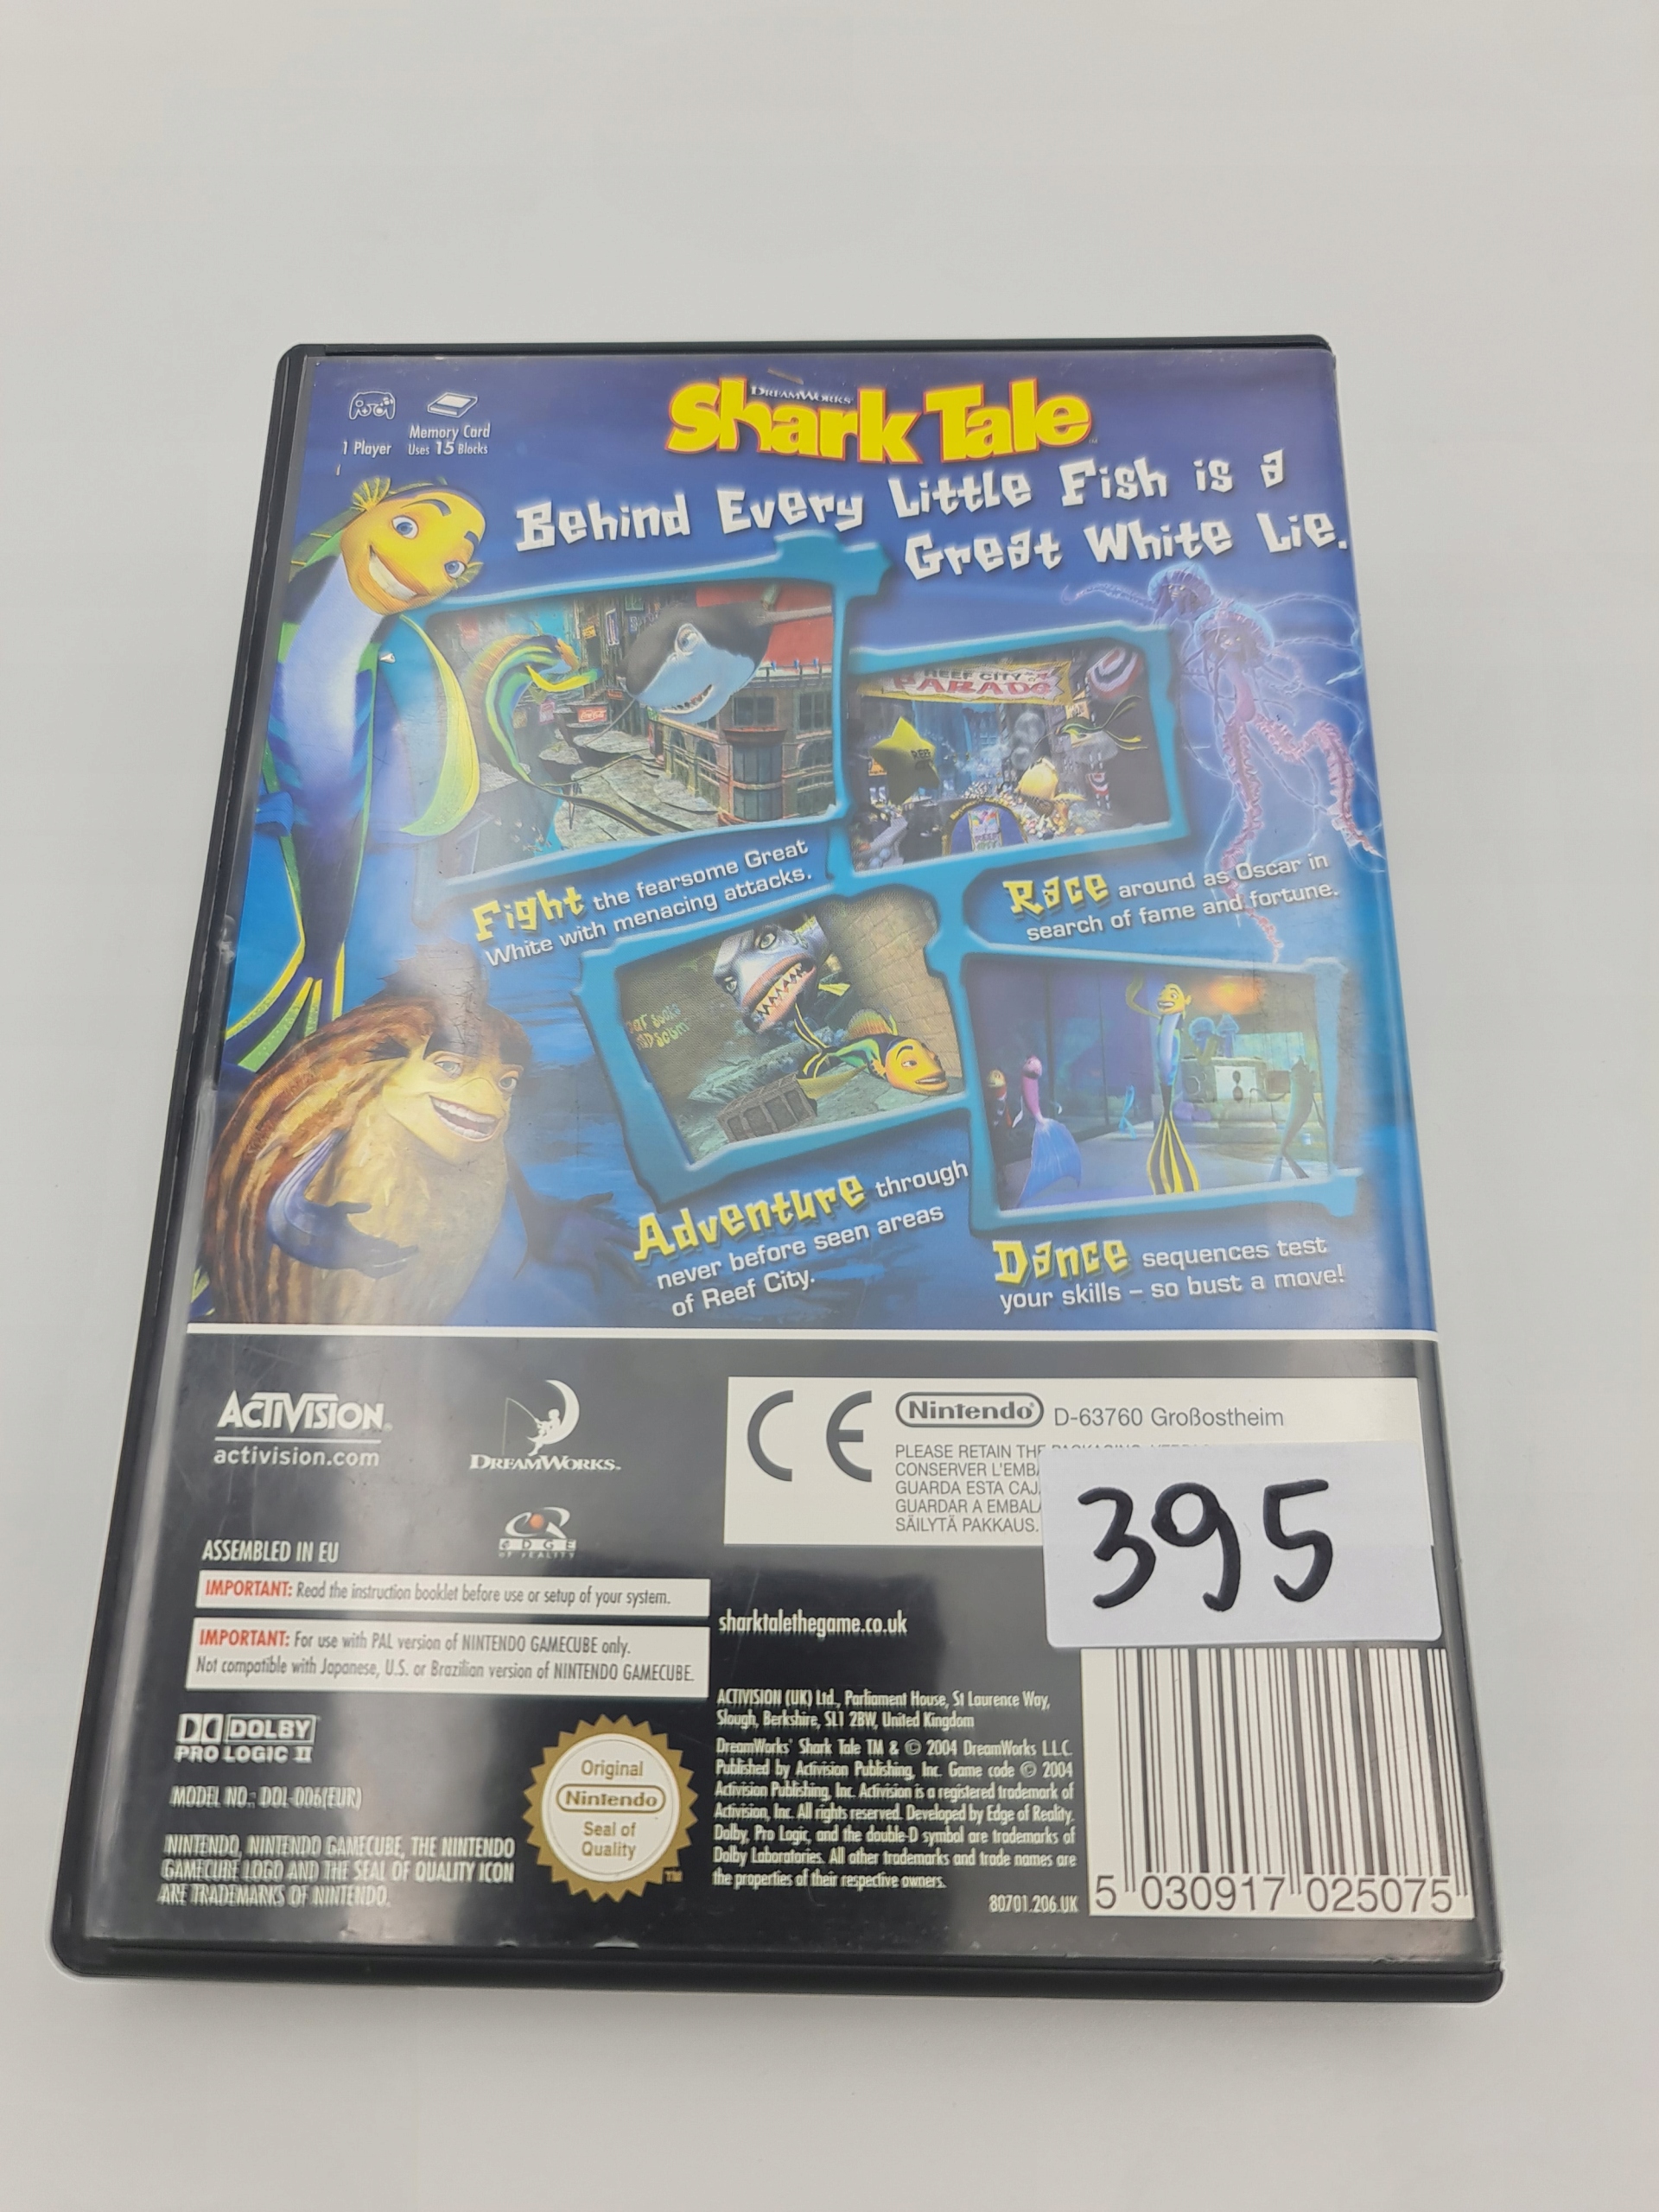 1 Player
Memory Card
Uses 15 Blocks
DREAMWORKS
Shark Tale
Behind Every Little Fish is a
Great White Lie.
Coca-Cola
REEF CITY
PARADE
Fight the fearsome Great
White with menacing attacks.
Race around as Oscar in
search of fame and fortune.
Adventure through
never before seen areas
of Reef City.
Dance sequences test
your skills – so bust a move!
ACTIVISION
activision.com
DREAMWORKS
EDGE
OF REALITY
CE
Nintendo D-63760 Großostheim
PLEASE RETAIN THE
CONSERVER L'EMBA
GUARDA ESTA CAJ
GUARDAR A EMBALA
SÄILYTÄ PAKKAUS.
395
ASSEMBLED IN EU
IMPORTANT: Read the instruction booklet before use or setup of your system.
IMPORTANT: For use with PAL version of NINTENDO GAMECUBE only.
Not compatible with Japanese, U.S. or Brazilian version of NINTENDO GAMECUBE.
sharktalethegame.co.uk
DOLBY
PRO LOGIC II
MODEL NO.: DOL-006(EUR)
NINTENDO, NINTENDO GAMECUBE, THE NINTENDO
GAMECUBE LOGO AND THE SEAL OF QUALITY ICON
ARE TRADEMARKS OF NINTENDO.
Original
Nintendo
Seal of
Quality
TM
ACTIVISION (UK) Ltd., Parliament House, St Laurence Way,
Slough, Berkshire, SL1 2BW, United Kingdom
DreamWorks' Shark Tale TM & © 2004 DreamWorks L.L.C.
Published by Activision Publishing, Inc. Game code © 2004
Activision Publishing, Inc. Activision is a registered trademark of
Activision, Inc. All rights reserved. Developed by Edge of Reality.
Dolby, Pro Logic, and the double-D symbol are trademarks of
Dolby Laboratories. All other trademarks and trade names are
the properties of their respective owners.
80701.206.UK
5 030917 025075